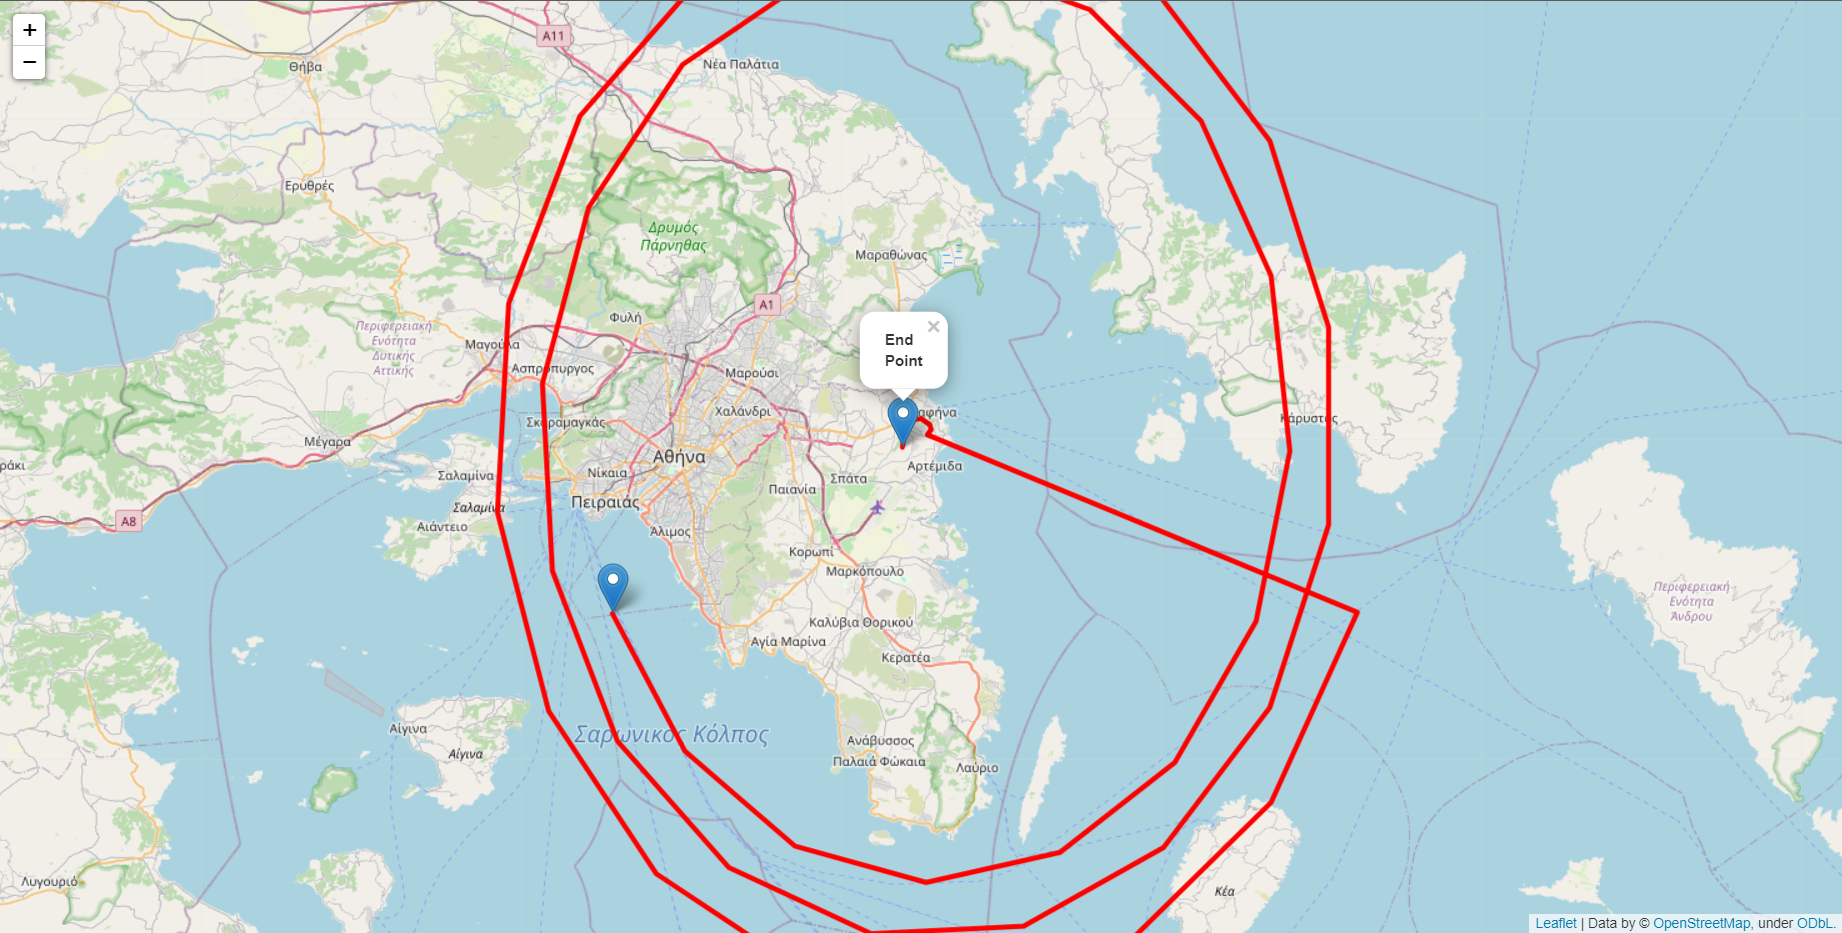 +
−
A11
Θήβα
Νέα Παλάτια
Ερυθρές
Δρυμός
Πάρνηθας
Μαραθώνας
A1
Φυλή
Περιφερειακή
Ενότητα
Δυτικής
Αττικής
Μαγούλα
Ασπρόπυργος
Μαρούσι
End
Point
×
Χαλάνδρι
αφήνα
Κάρυστος
Σκαραμαγκάς
Μέγαρα
Αθήνα
Αρτέμιδα
ράκι
Σαλαμίνα
Νίκαια
Σπάτα
Παιανία
Πειραιάς
Σαλαμίνα
A8
Αιάντειο
Άλιμος
Κορωπί
Μαρκόπουλο
Περιφερειακή
Ενότητα
Άνδρου
Καλύβια Θορικού
Αγία Μαρίνα
Κερατέα
Αίγινα
Σαρωνικός Κόλπος
Ανάβυσσος
Αίγινα
Παλαιά Φώκαια
Λαύριο
Λυγουριό
Κέα
Leaflet | Data by © OpenStreetMap, under ODbL.